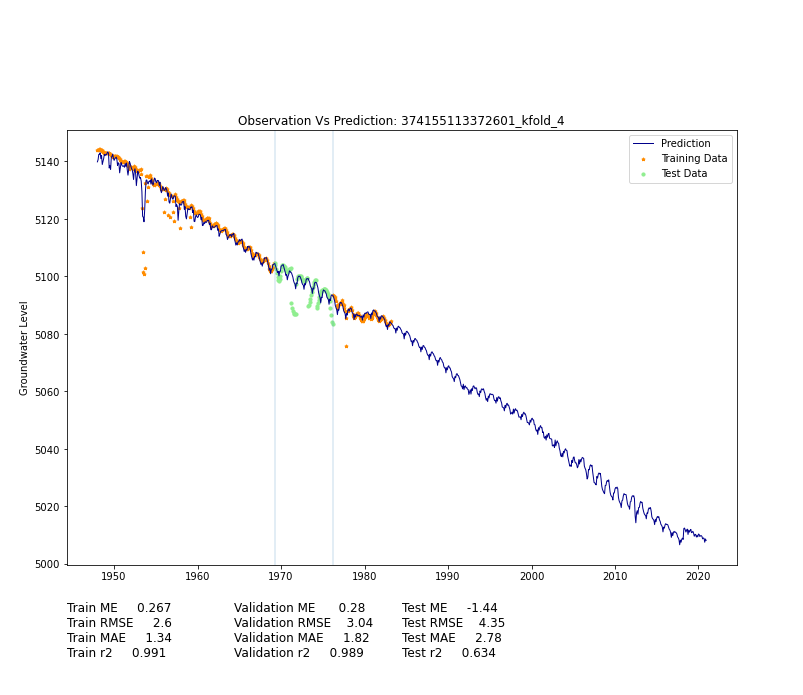 Observation Vs Prediction: 374155113372601_kfold_4
Prediction
Training Data
Test Data
Groundwater Level
5140
5120
5100
5080
5060
5040
5020
5000
1950 1960 1970 1980 1990 2000 2010 2020
Train ME 0.267 Validation ME 0.28 Test ME -1.44
Train RMSE 2.6 Validation RMSE 3.04 Test RMSE 4.35
Train MAE 1.34 Validation MAE 1.82 Test MAE 2.78
Train r2 0.991 Validation r2 0.989 Test r2 0.634